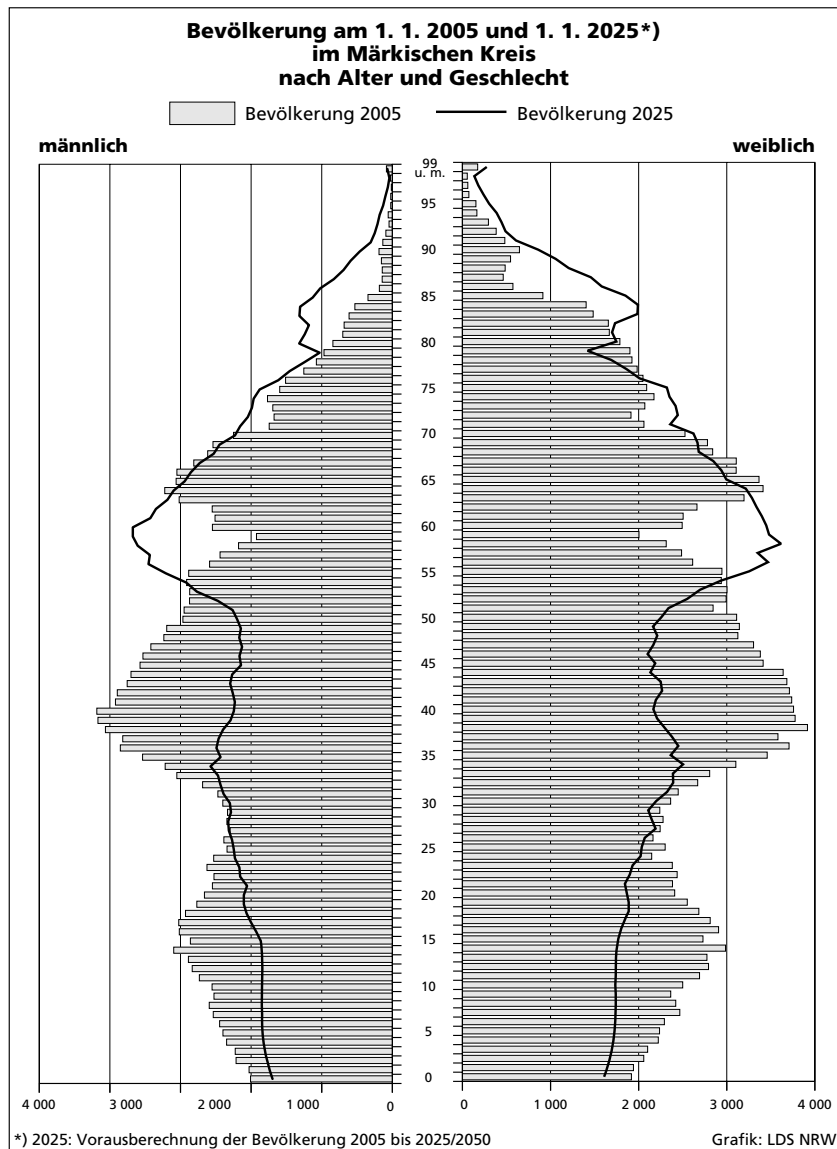 Bevölkerung am 1. 1. 2005 und 1. 1. 2025*)
im Märkischen Kreis
nach Alter und Geschlecht
Bevölkerung 2005 Bevölkerung 2025
männlich weiblich
99
u. m.
95
90
85
80
75
70
65
60
55
50
45
40
35
30
25
20
15
10
5
0
4 000 3 000 2 000 1 000 0 0 1 000 2 000 3 000 4 000
*) 2025: Vorausberechnung der Bevölkerung 2005 bis 2025/2050 Grafik: LDS NRW